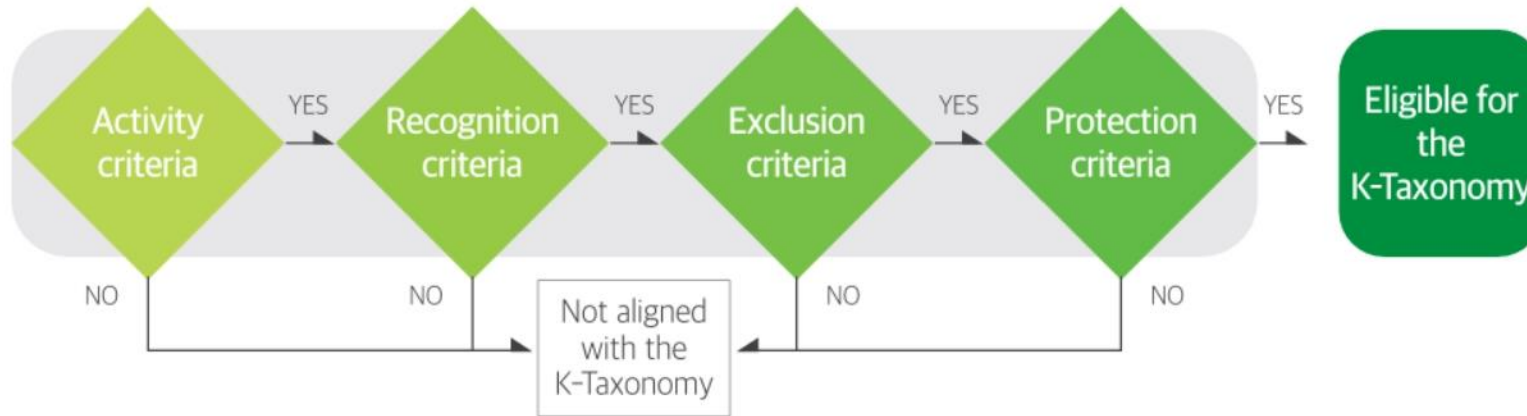 Activity
criteria
YES
Recognition
criteria
YES
Exclusion
criteria
YES
Protection
criteria
YES
Eligible for
the
K-Taxonomy
NO
NO
Not aligned
with the
K-Taxonomy
NO
NO